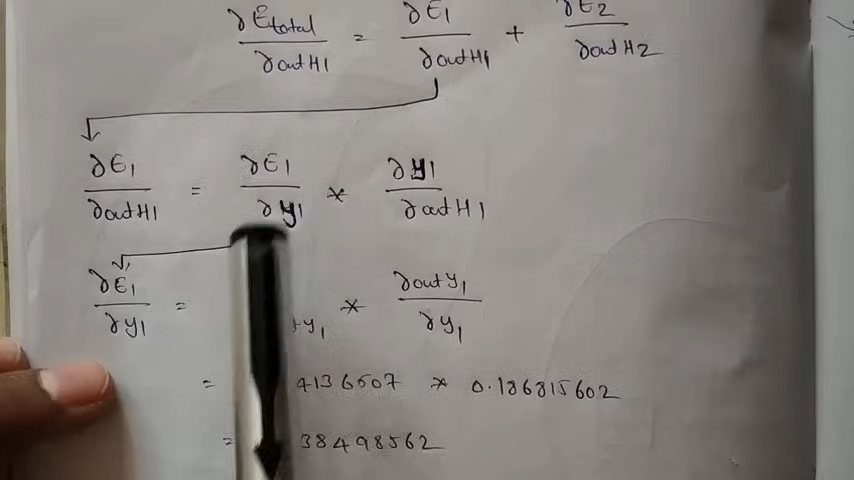 ∂Etotal/∂outH1 = ∂E1/∂outH1 + ∂E2/∂outH2
∂E1/∂outH1 = ∂E1/∂y1 * ∂y1/∂outH1
∂E1/∂y1 = * ∂outy1/∂y1
= 4136507 * 0.186815602
= 38498562